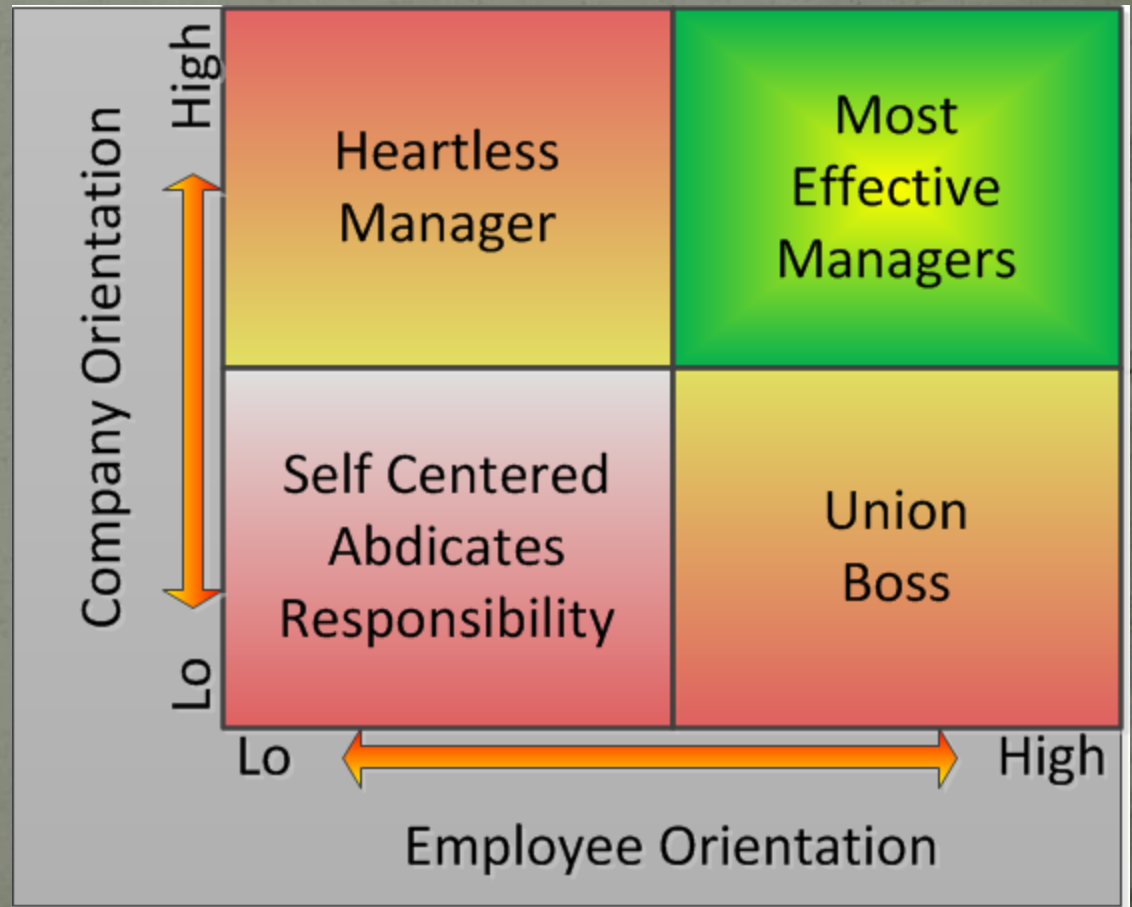 High
Company Orientation
Lo
Heartless
Manager
Most
Effective
Managers
Self Centered
Abdicates
Responsibility
Union
Boss
Lo
High
Employee Orientation